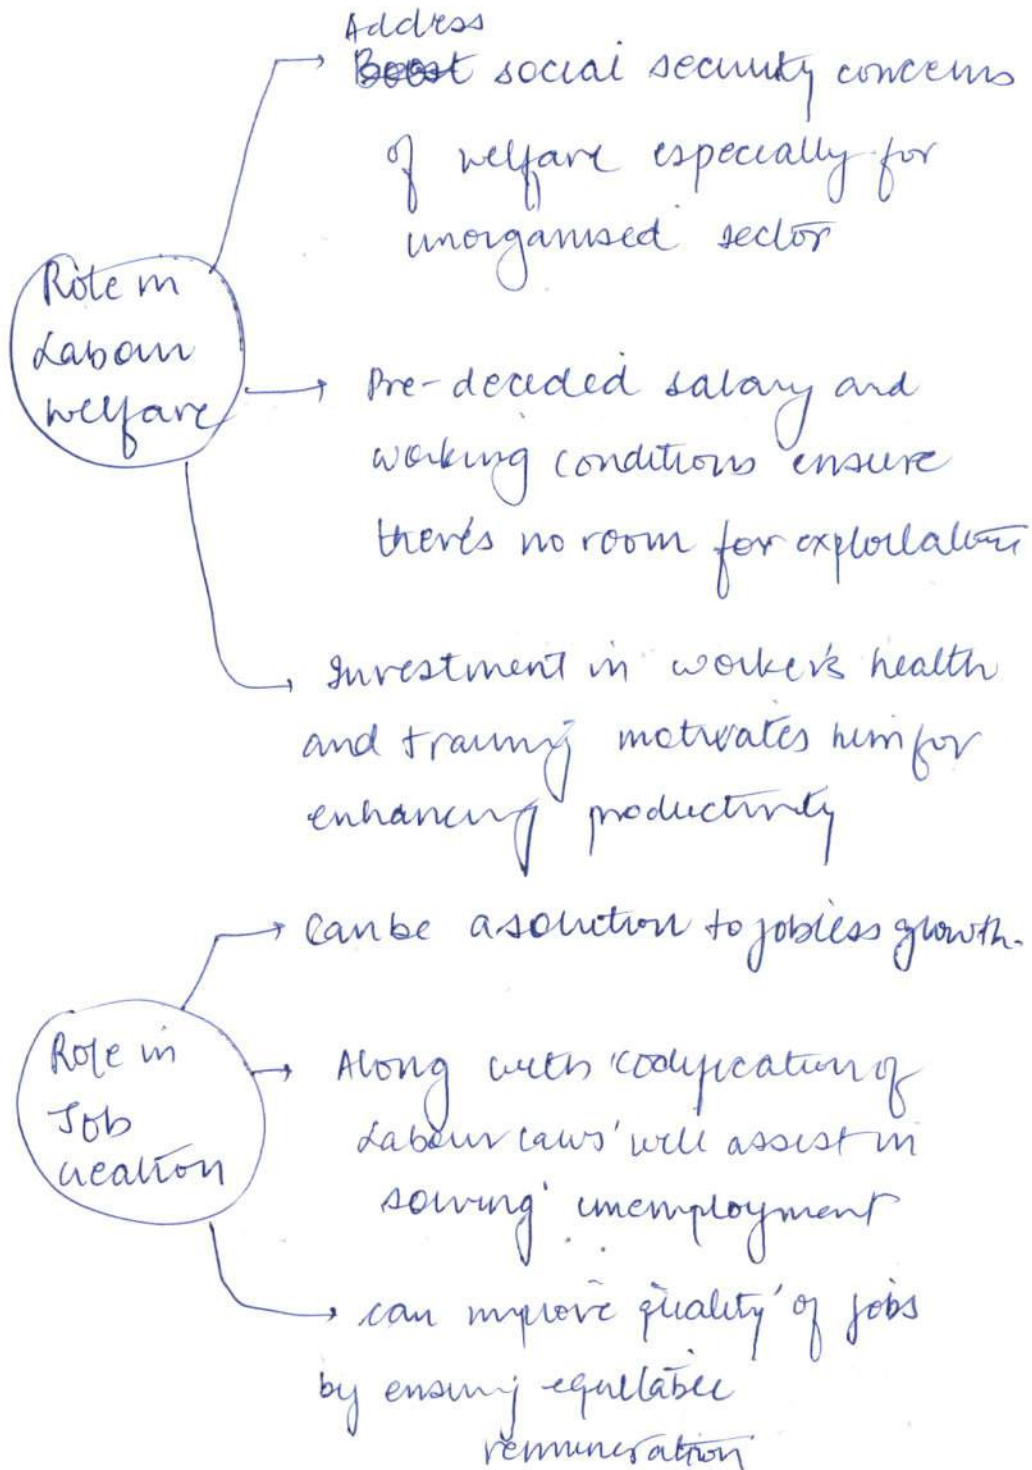 Address
Boost social security concerns
of welfare especially for
unorganised sector
Role in
Labour
welfare
Pre-decided salary and
working conditions ensure
there's no room for exploitation
Investment in worker's health
and training motivates him for
enhancing productivity
Can be a solution to jobless growth.
Role in
Job
creation
Along with 'codification of
Labour laws' will assist in
solving unemployment
can improve quality of jobs
by ensuring equitable
remuneration